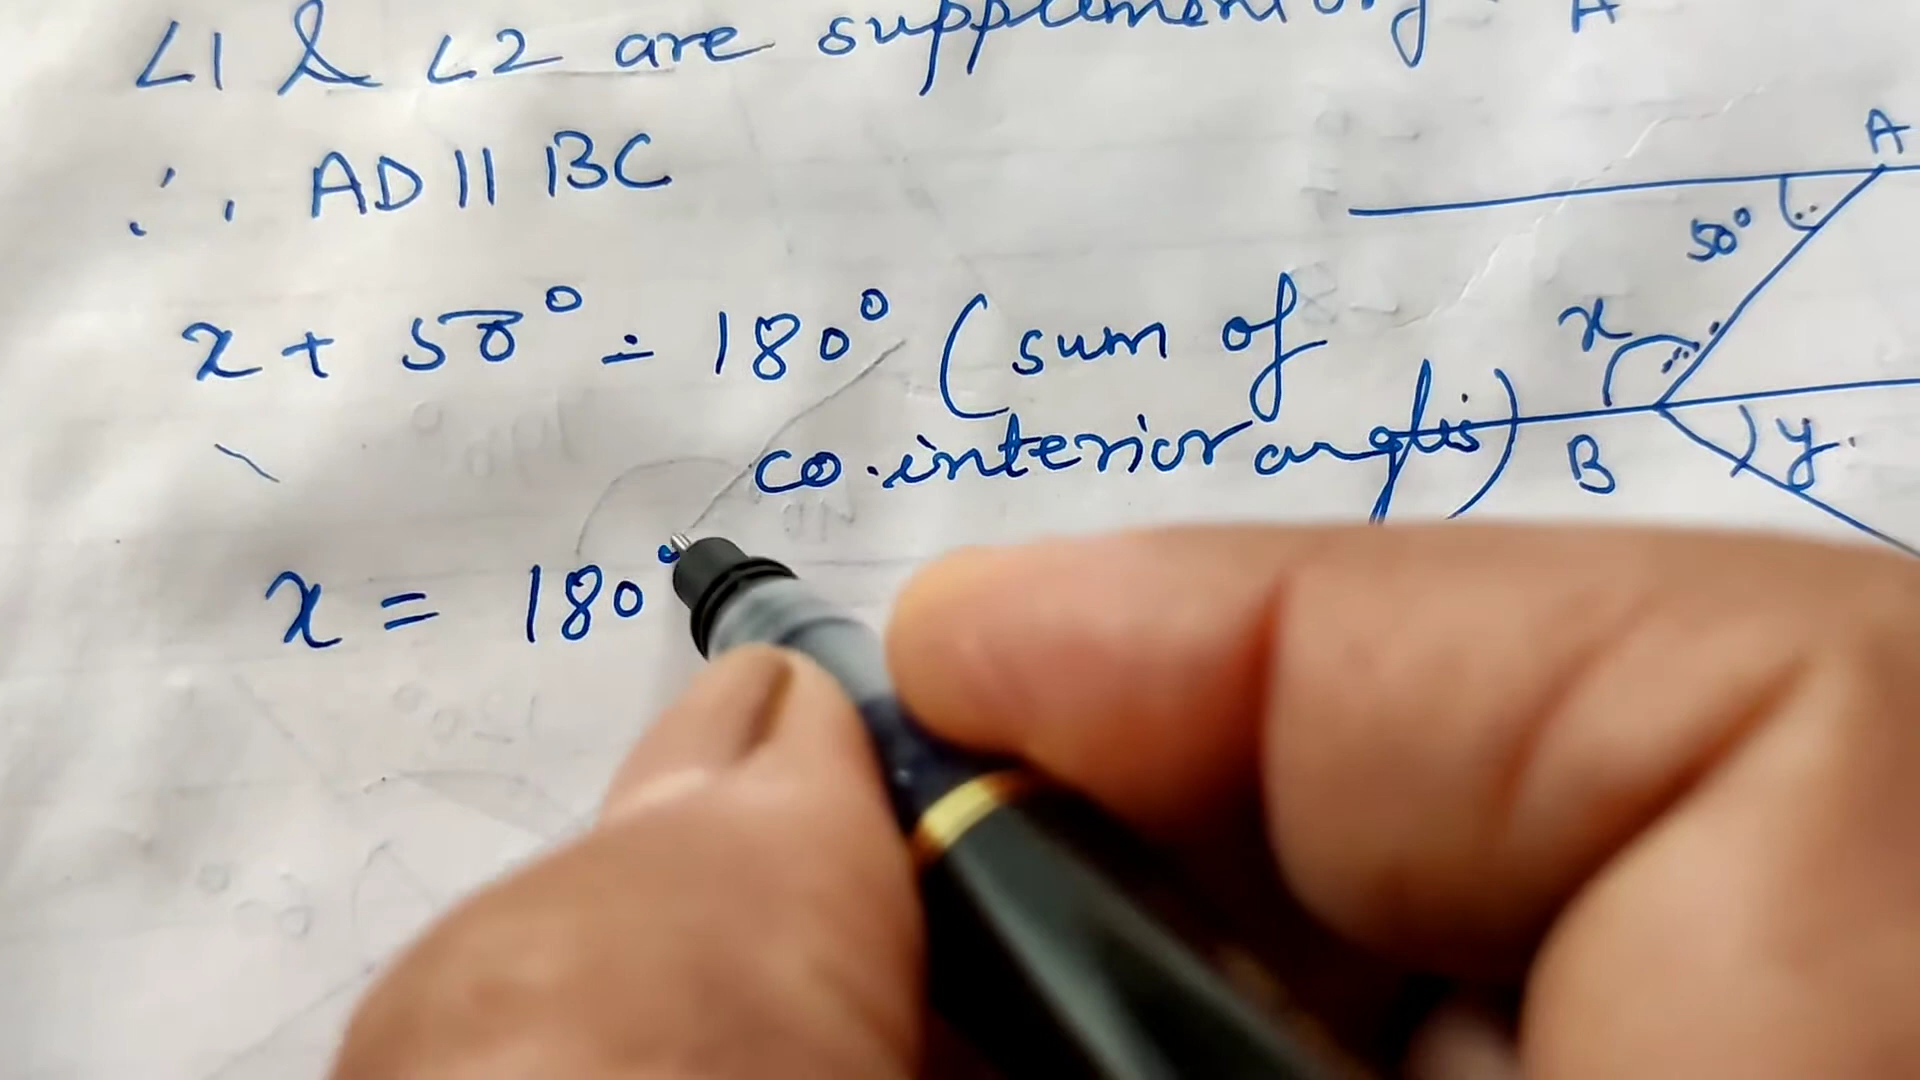 ∠1 & ∠2 are supplementary
A
∴ AD || BC
A
50°
x + 50° = 180° (sum of
x
co.interior angles)
B
y.
x = 180°